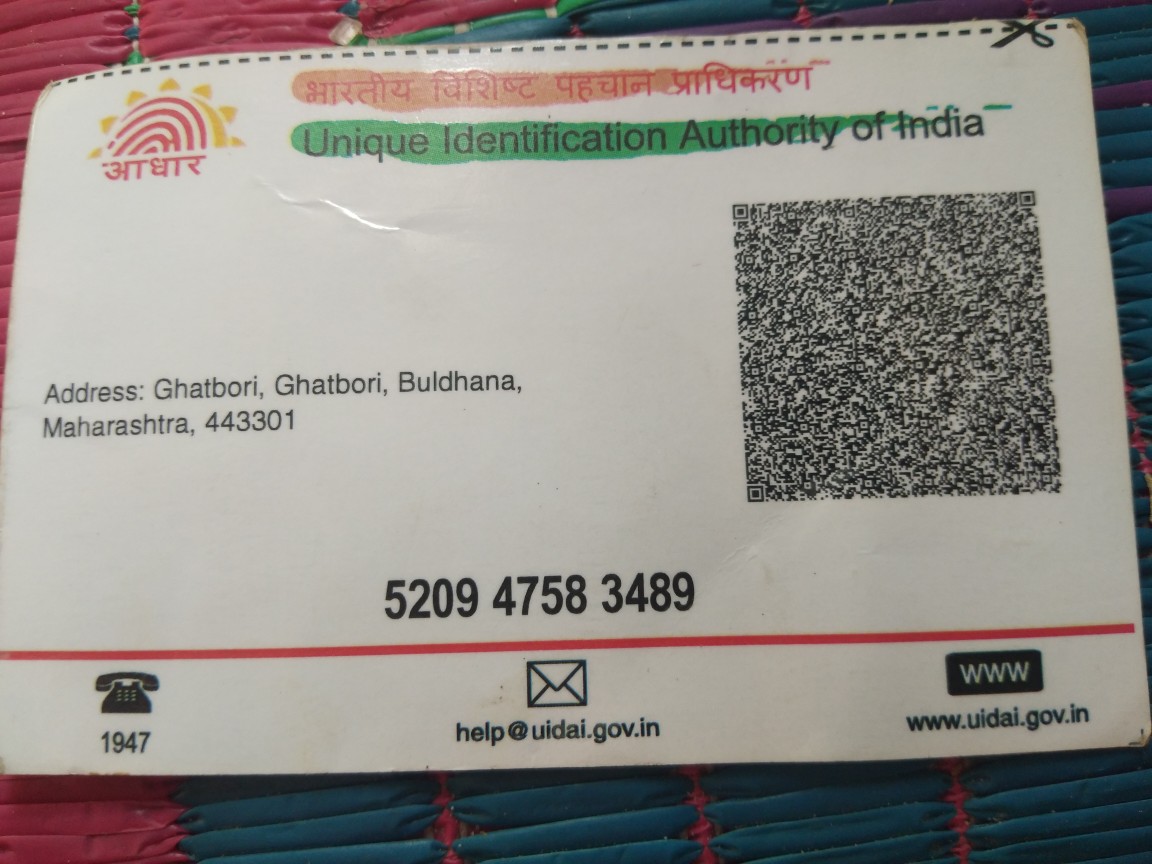 भारतीय विशिष्ट पहचान प्राधिकरण
Unique Identification Authority of India
आधार
Address: Ghatbori, Ghatbori, Buldhana,
Maharashtra, 443301
5209 4758 3489
1947
help@uidai.gov.in
WWW
www.uidai.gov.in